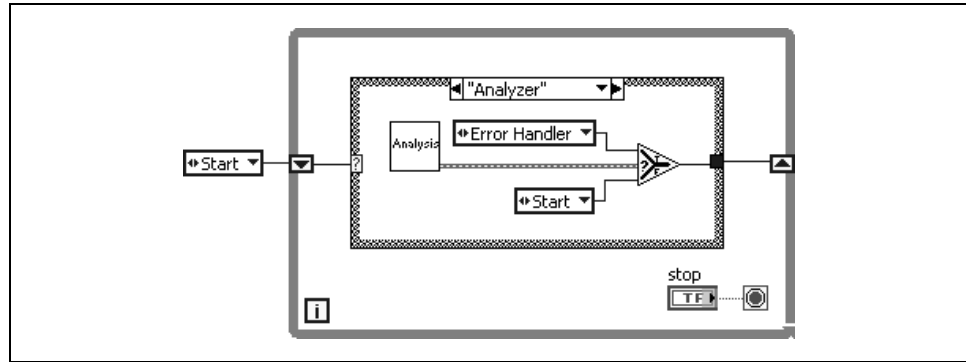 "Analyzer"
Error Handler
Analysis
Start
?
?
T
F
Start
stop
TF
i